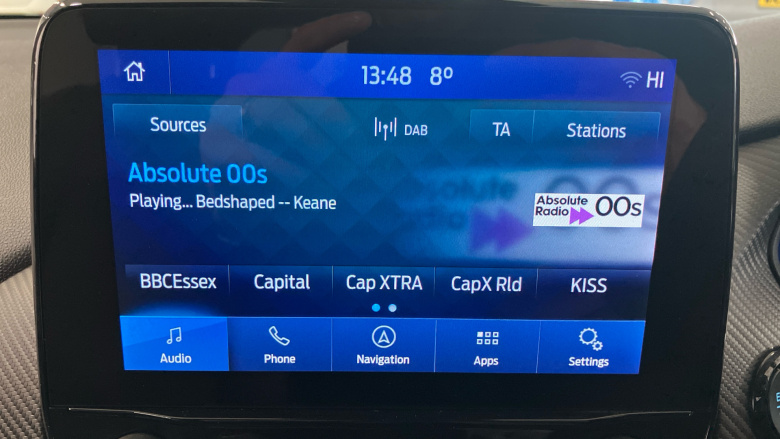 13:48 8º HI
Sources DAB TA Stations
Absolute 00s
Playing... Bedshaped -- Keane
Absolute
Radio 00s
BBCEssex Capital Cap XTRA CapX Rld KISS
Audio Phone Navigation Apps Settings